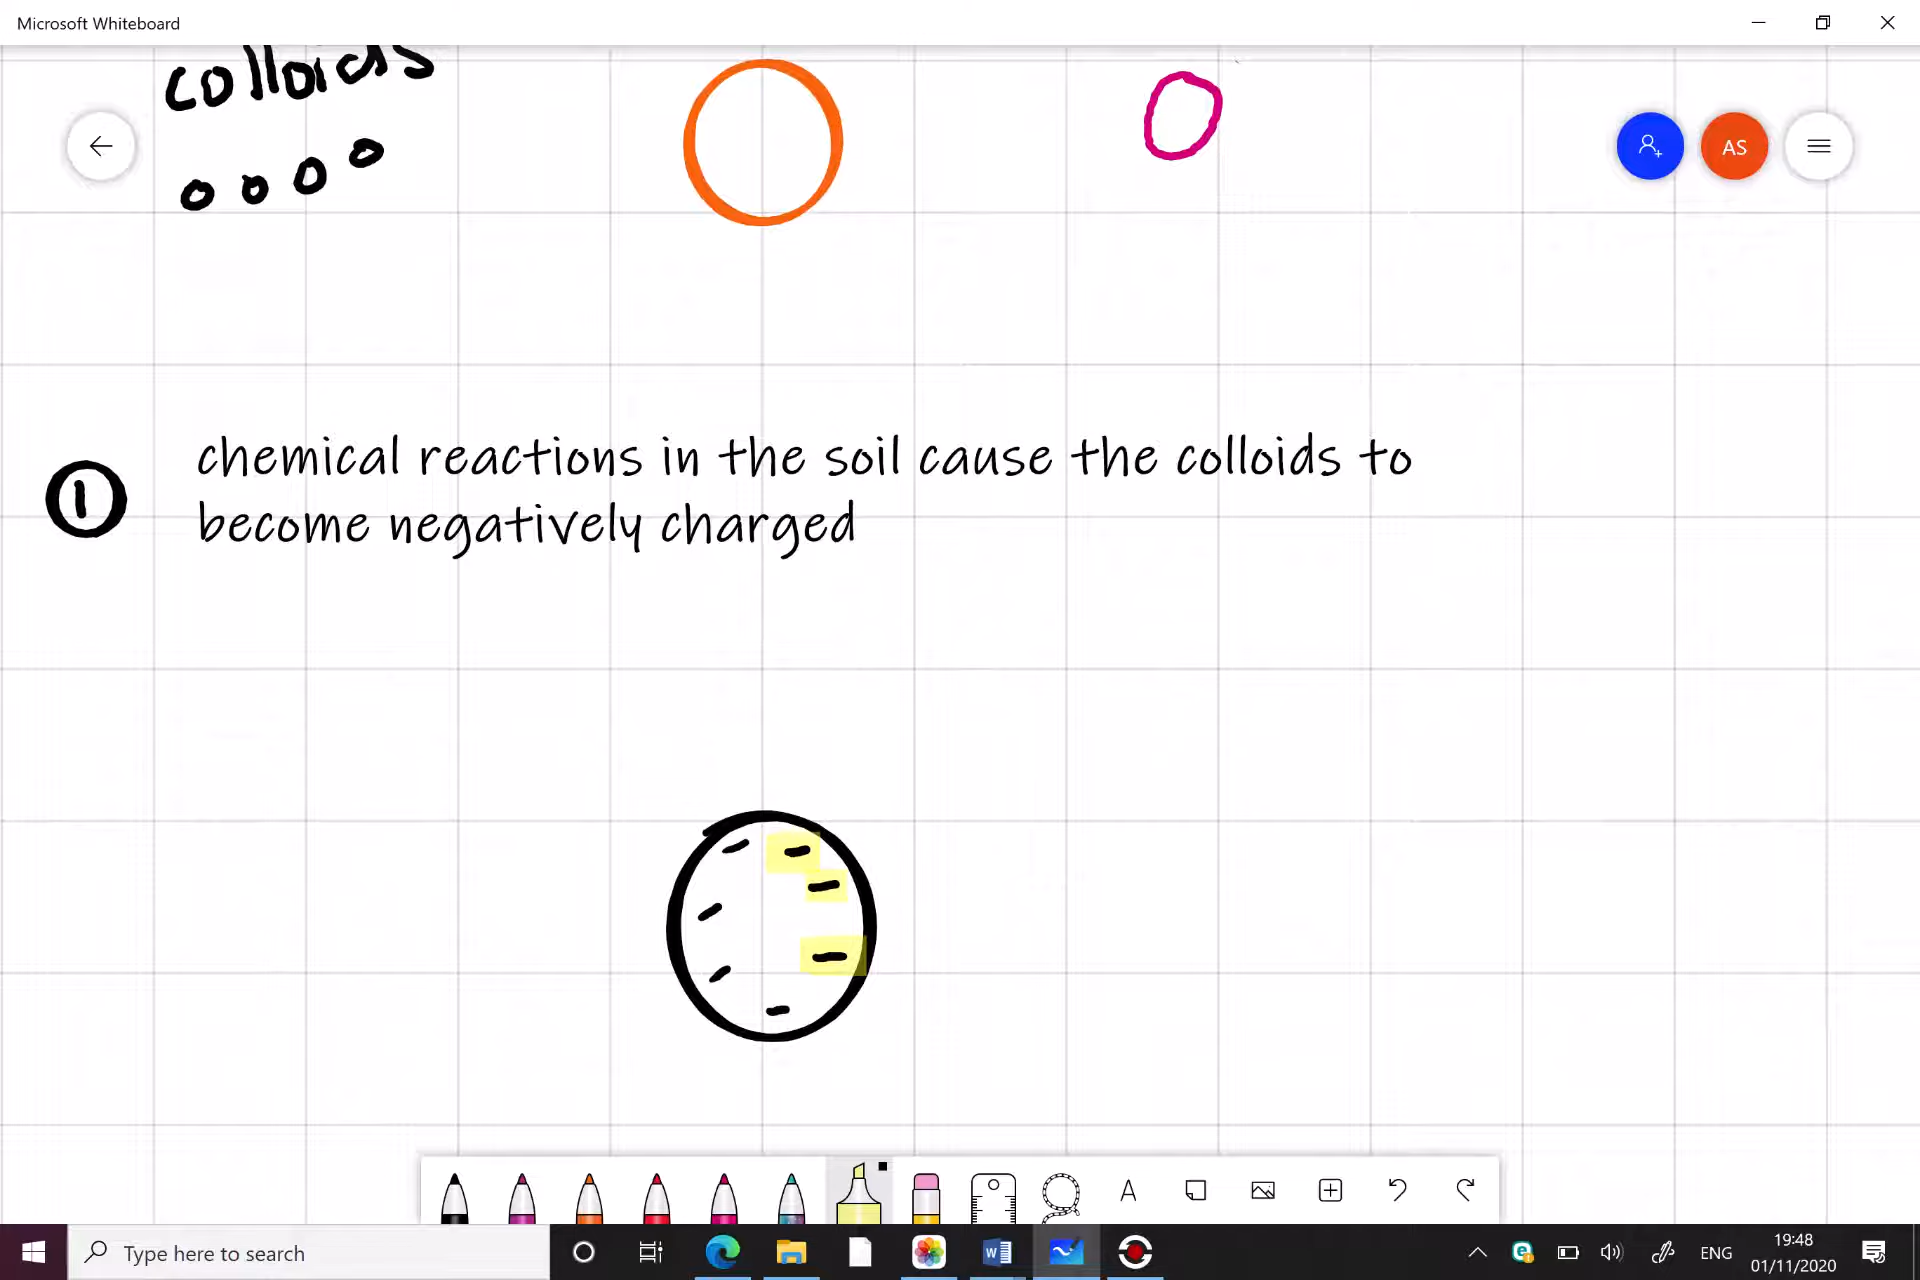 Microsoft Whiteboard
colloids
AS
1
chemical reactions in the soil cause the colloids to
become negatively charged
A
Type here to search
ENG
19:48
01/11/2020